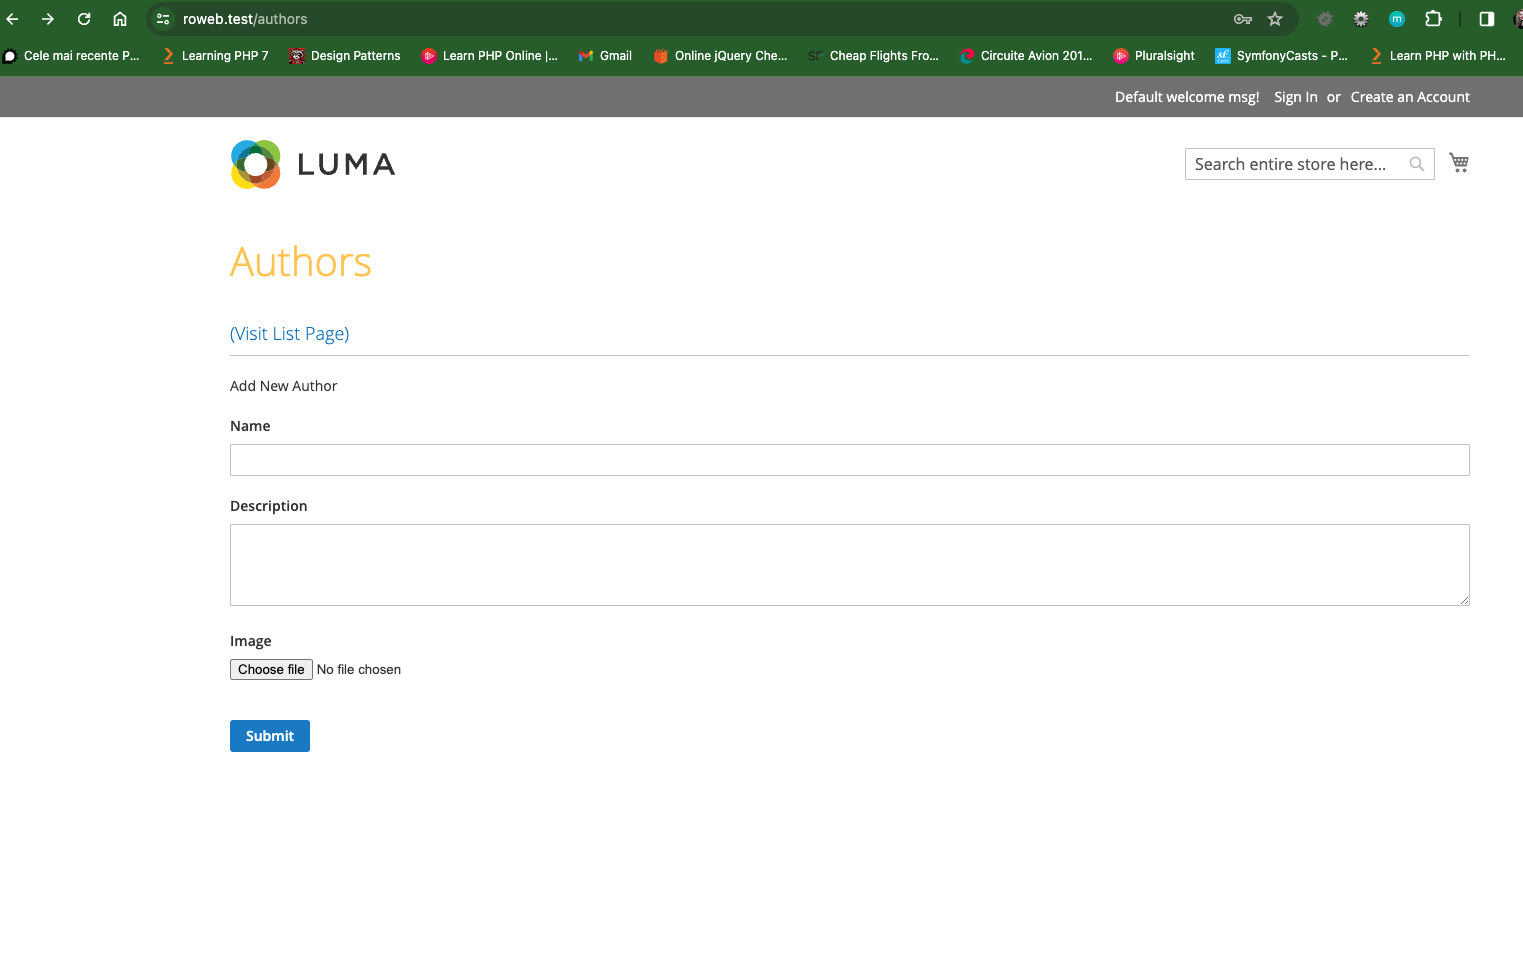 roweb.test/authors
Cele mai recente P...
Learning PHP 7
Design Patterns
Learn PHP Online |...
Gmail
Online jQuery Che...
SF Cheap Flights Fro...
Circuite Avion 201...
Pluralsight
SymfonyCasts - P...
Learn PHP with PH...
Default welcome msg! Sign In or Create an Account
LUMA
Search entire store here...
Authors
(Visit List Page)
Add New Author
Name
Description
Image
Choose file No file chosen
Submit